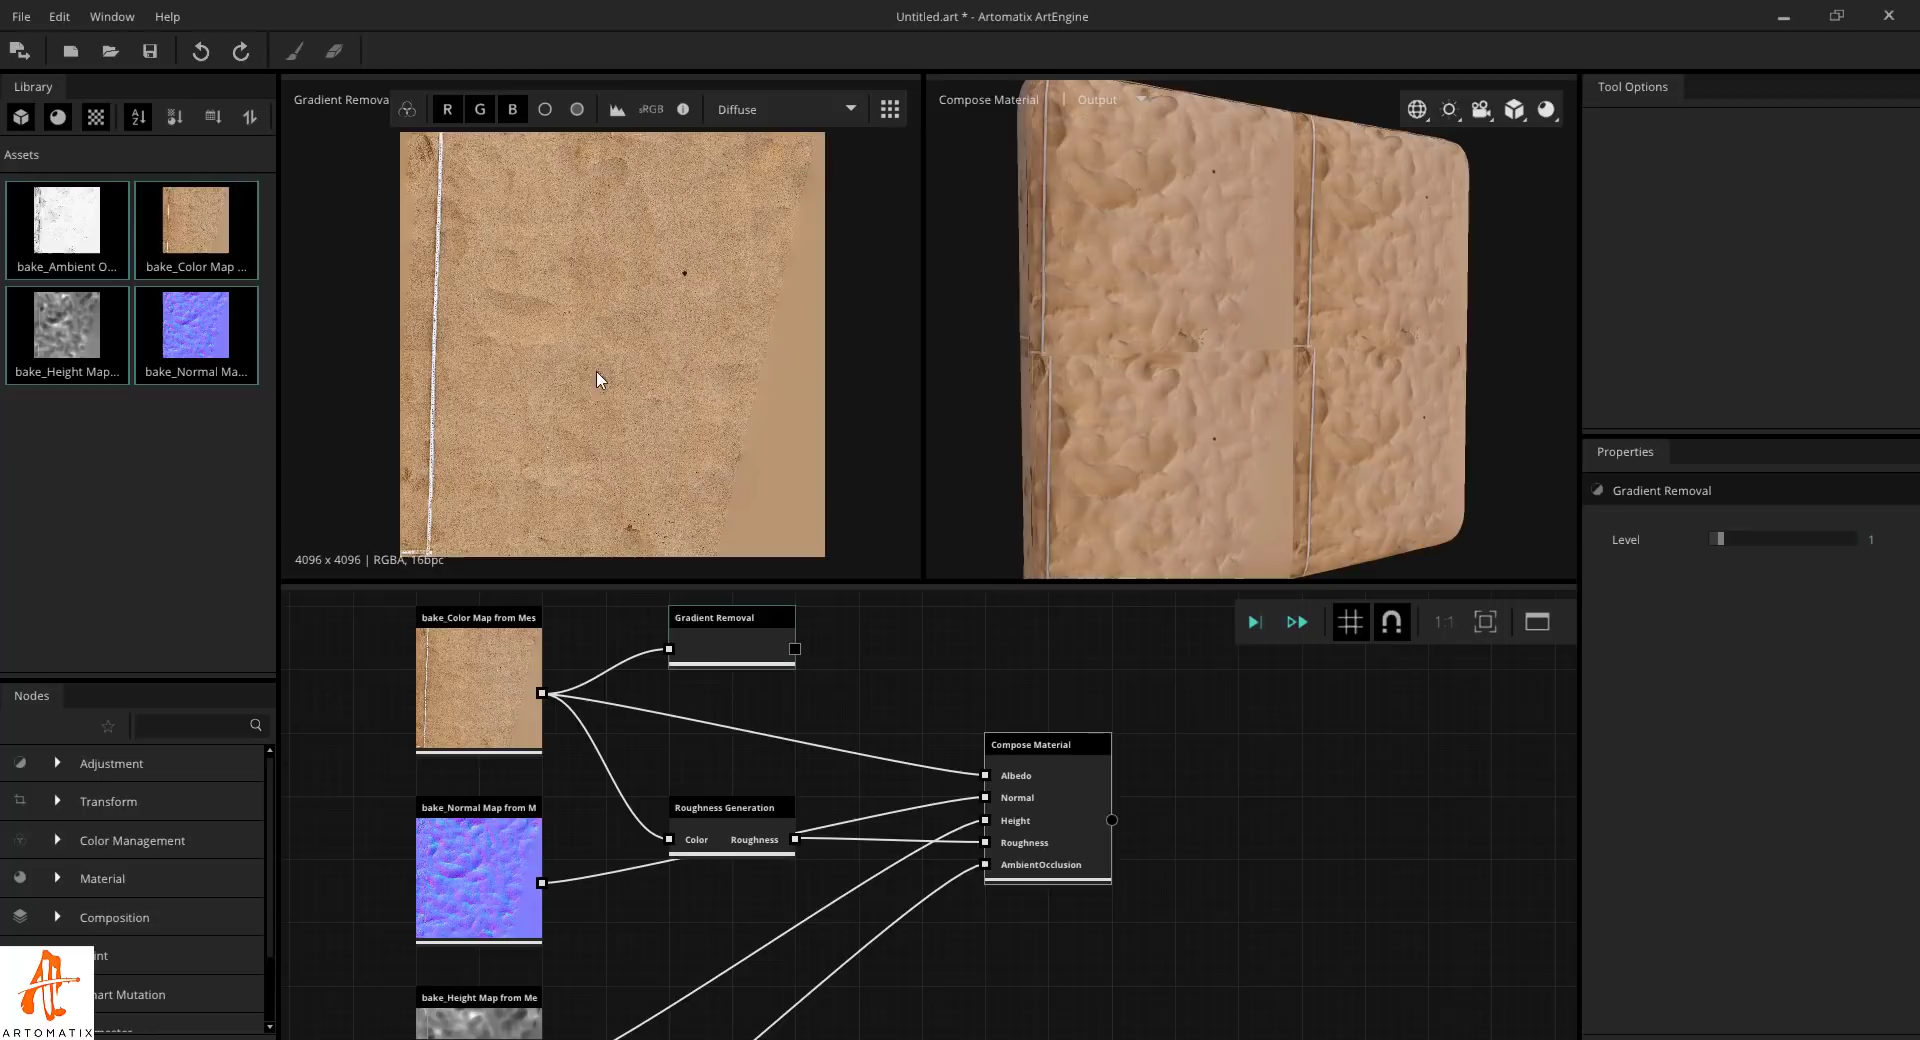 File Edit Window Help
Untitled.art * - Artomatix ArtEngine
Library
Gradient Remova
R G B
sRGB
Diffuse
Compose Material | Output
Tool Options
Assets
bake_Ambient O...
bake_Color Map ...
bake_Height Map...
bake_Normal Ma...
Properties
Gradient Removal
Level 1
4096 x 4096 | RGBA, 16bpc
bake_Color Map from Mes
Gradient Removal
1:1
Nodes
Adjustment
Transform
Color Management
Material
Composition
int
art Mutation
ARTOMATIX
Compose Material
Albedo
Normal
Height
Roughness
AmbientOcclusion
bake_Normal Map from M
Roughness Generation
Color Roughness
bake_Height Map from Me